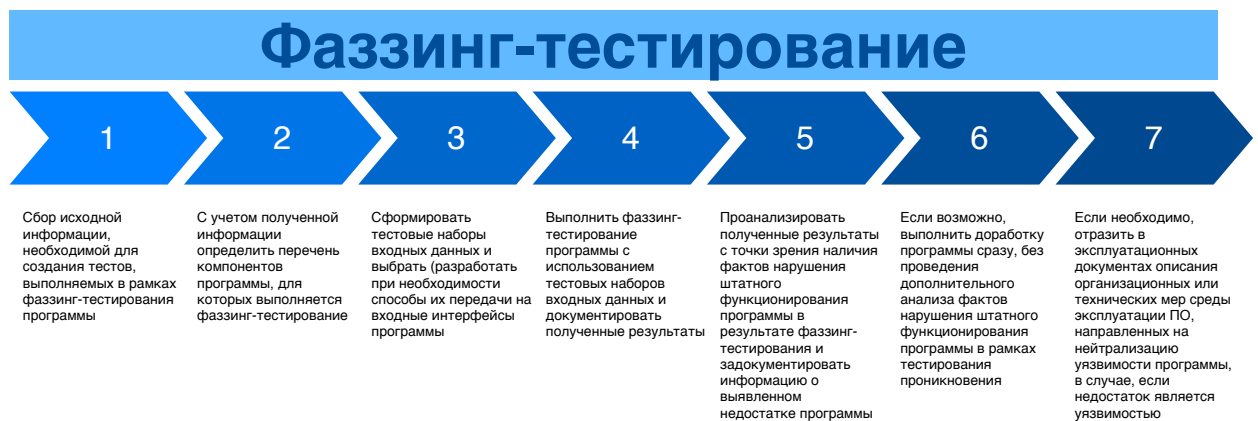 Фаззинг-тестирование
1
2
3
4
5
6
7
Сбор исходной
информации,
необходимой для
создания тестов,
выполняемых в рамках
фаззинг-тестирования
программы
С учетом полученной
информации
определить перечень
компонентов
программы, для
которых выполняется
фаззинг-тестирование
Сформировать
тестовые наборы
входных данных и
выбрать (разработать
при необходимости
способы их передачи на
входные интерфейсы
программы
Выполнить фаззинг-
тестирование
программы с
использованием
тестовых наборов
входных данных и
документировать
полученные результаты
Проанализировать
полученные результаты
с точки зрения наличия
фактов нарушения
штатного
функционирования
программы в
результате фаззинг-
тестирования и
задокументировать
информацию о
выявленном
недостатке программы
Если возможно,
выполнить доработку
программы сразу, без
проведения
дополнительного
анализа фактов
нарушения штатного
функционирования
программы в рамках
тестирования
проникновения
Если необходимо,
отразить в
эксплуатационных
документах описания
организационных или
технических мер среды
эксплуатации ПО,
направленных на
нейтрализацию
уязвимости программы,
в случае, если
недостаток является
уязвимостью